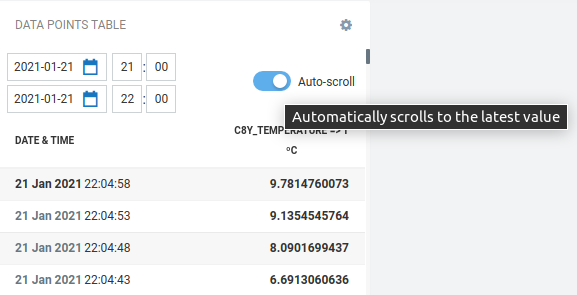 DATA POINTS TABLE
2021-01-21 21 : 00
2021-01-21 22 : 00
Auto-scroll
Automatically scrolls to the latest value
DATE & TIME
C8Y_TEMPERATURE =>
ºC
21 Jan 2021 22:04:58 9.7814760073
21 Jan 2021 22:04:53 9.1354545764
21 Jan 2021 22:04:48 8.0901699437
21 Jan 2021 22:04:43 6.6913060636